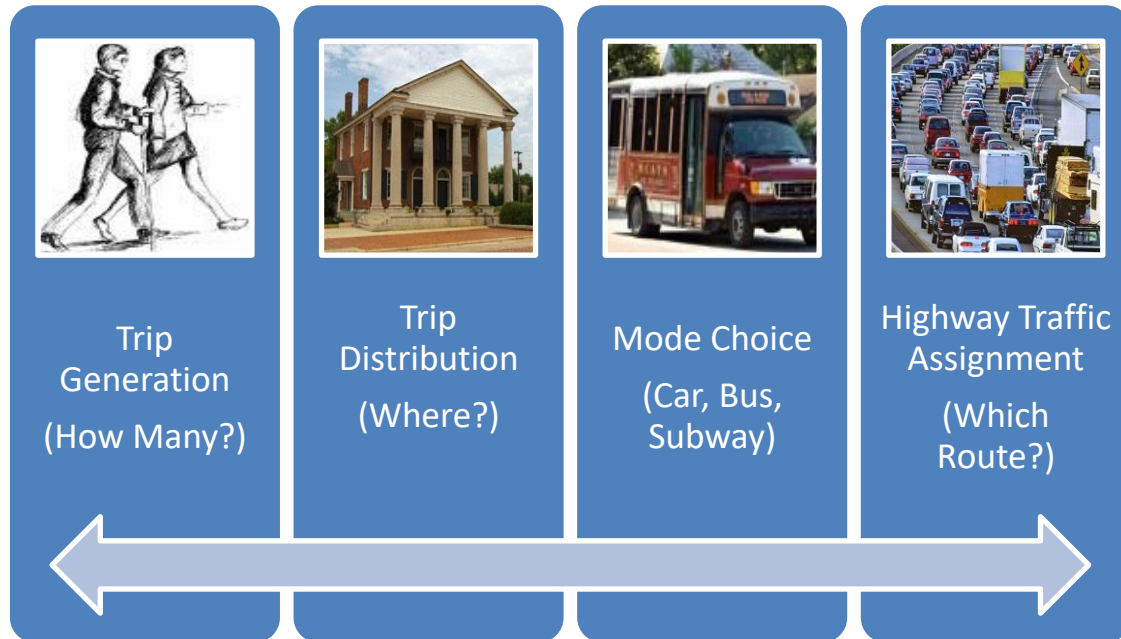 Trip
Generation
(How Many?)
Trip
Distribution
(Where?)
Mode Choice
(Car, Bus,
Subway)
Highway Traffic
Assignment
(Which
Route?)